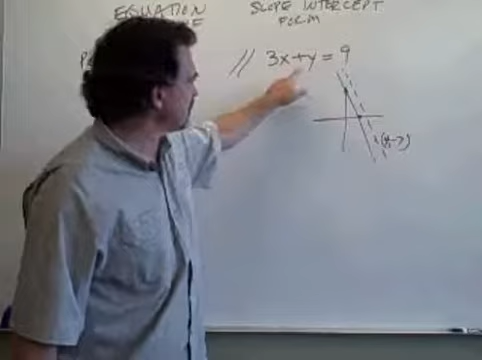 EQUATION
SLOPE INTERCEPT
FORM
// 3x+y = 9